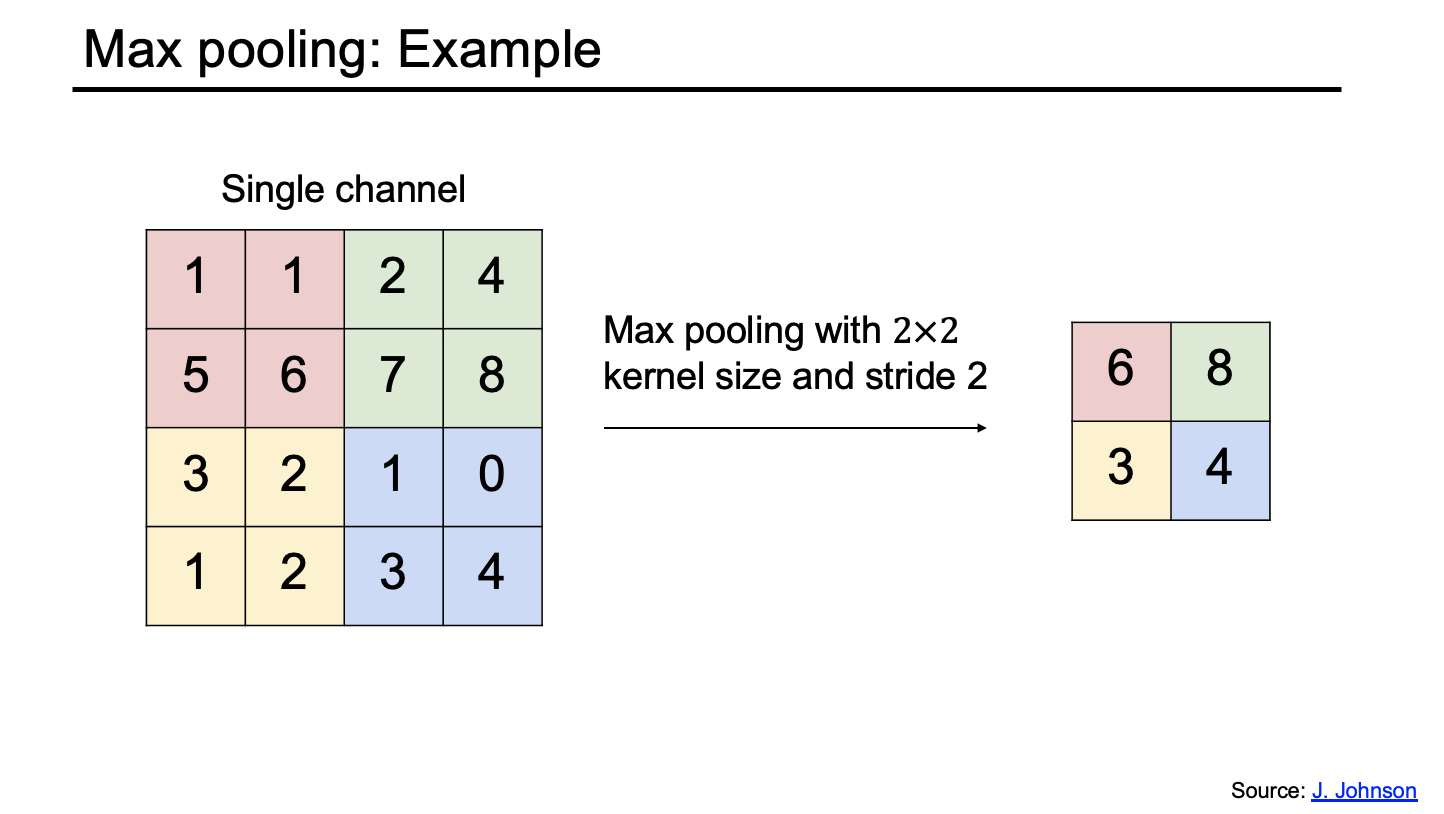 Max pooling: Example
Single channel
1 1 2 4
5 6 7 8
3 2 1 0
1 2 3 4
Max pooling with 2×2
kernel size and stride 2
6 8
3 4
Source: J. Johnson